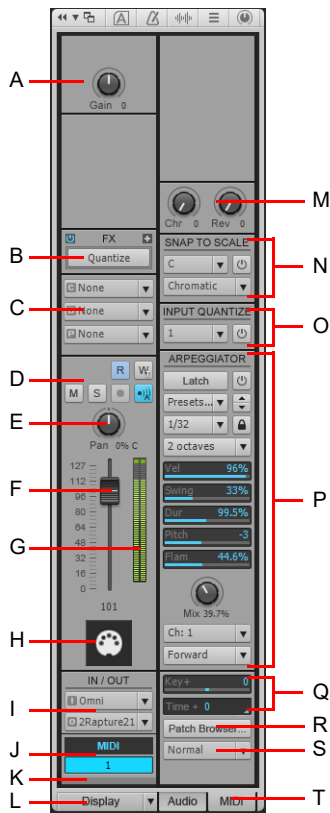 A
Gain 0
Chr 0 Rev 0
M
FX
B
Quantize
SNAP TO SCALE
C
Chromatic
N
C
None
None
None
INPUT QUANTIZE
1
O
D
R W
M S
E
Pan 0% C
ARPEGGIATOR
Latch
Presets...
1/32
2 octaves
Vel 96%
Swing 33%
Dur 99.5%
Pitch -3
Flam 44.6%
Mix 39.7%
Ch: 1
Forward
P
F
127
112
96
80
64
48
32
16
0
G
101
H
IN / OUT
I
Omni
2Rapture21
Key+ 0
Time + 0
Q
J
MIDI
1
Patch Browser...
R
Normal
S
K
L
Display
Audio
MIDI
T